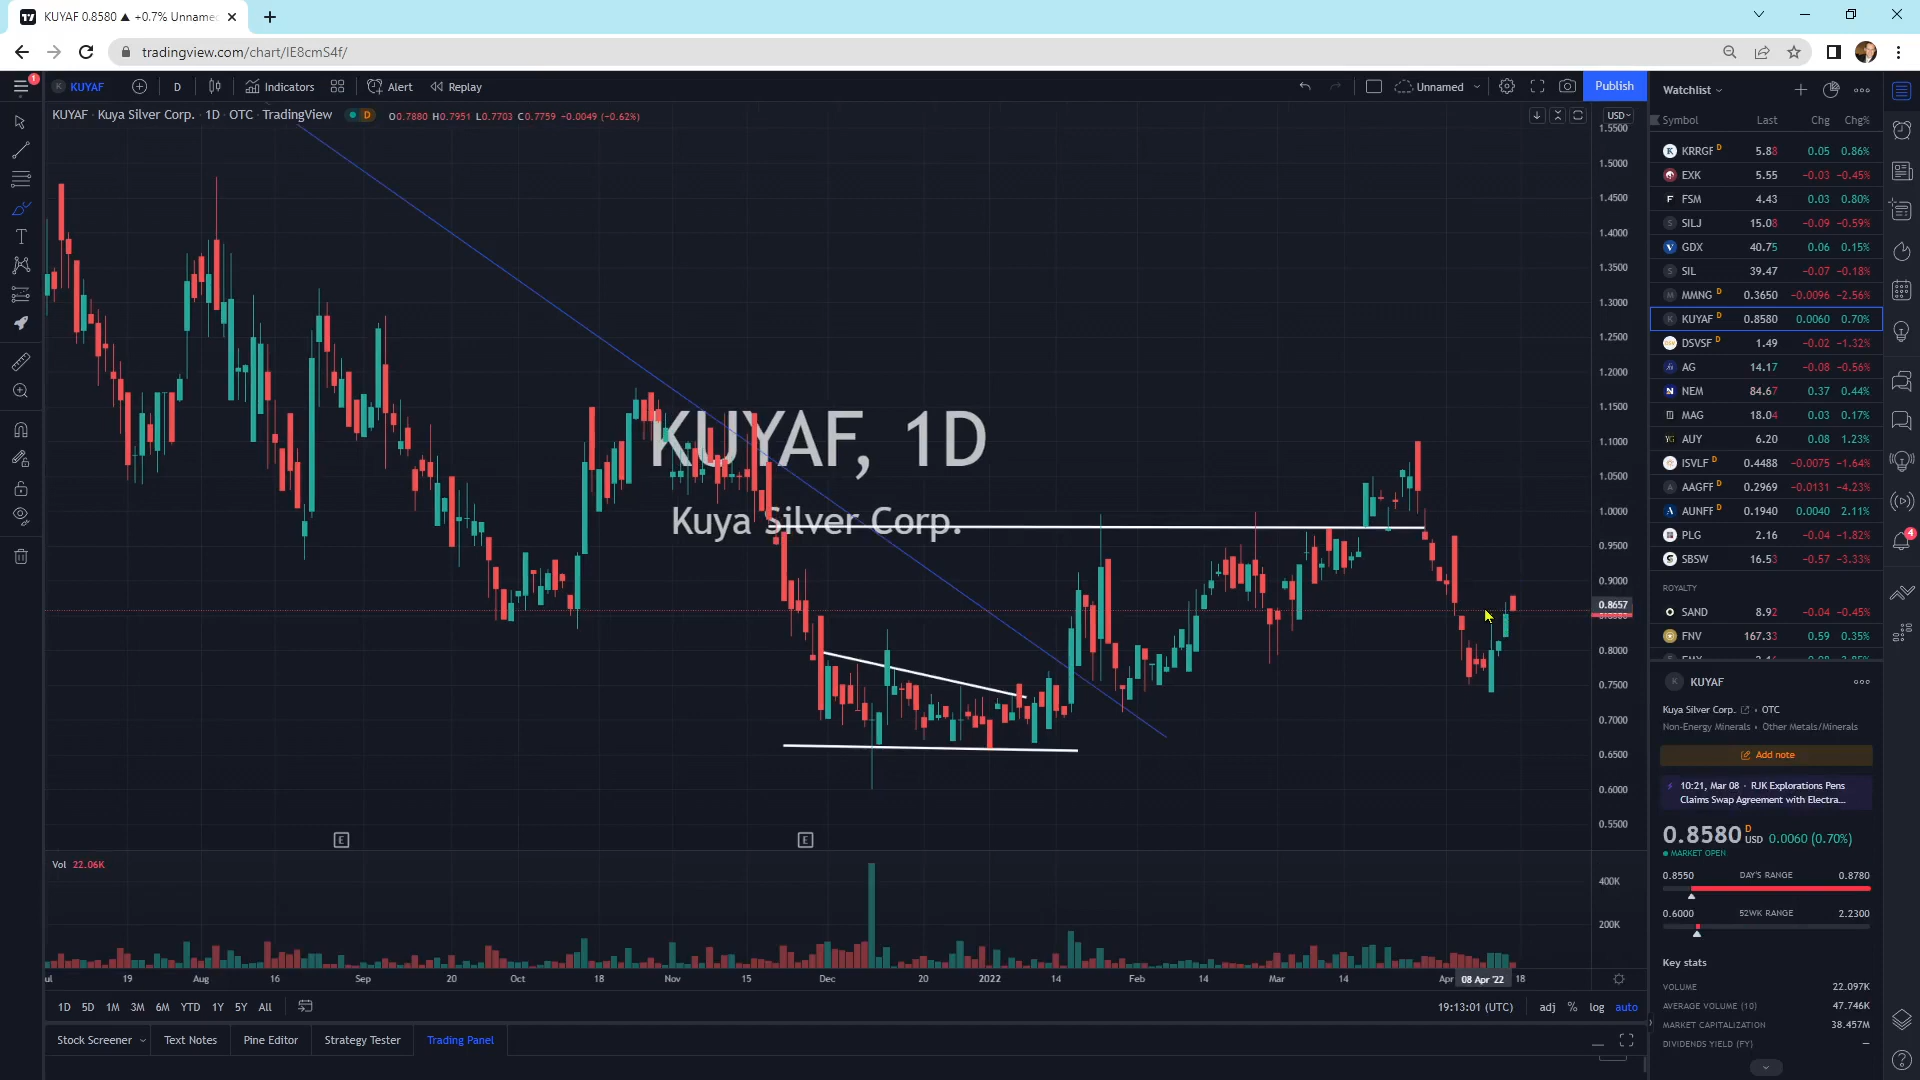 KUYAF 0.8580 ▲ +0.7% Unname
tradingview.com/chart/IE8cmS4f/
1
KUYAF
D
Indicators
Alert
Replay
Unnamed
Publish
KUYAF · Kuya Silver Corp. · 1D · OTC · TradingView
D
O0.7880 H0.7951 L0.7703 C0.7759 −0.0049 (−0.62%)
USD
1.5500
1.5000
1.4500
1.4000
1.3500
1.3000
1.2500
1.2000
1.1500
1.1000
1.0500
1.0000
0.9500
0.9000
0.8657
0.8000
0.7500
0.7000
0.6500
0.6000
0.5500
KUYAF, 1D
Kuya Silver Corp.
E
E
Vol 22.06K
400K
200K
ul 19 Aug 16 Sep 20 Oct 18 Nov 15 Dec 20 2022 14 Feb 14 Mar 14 Apr 08 Apr '22 18
1D 5D 1M 3M 6M YTD 1Y 5Y All
19:13:01 (UTC) adj % log auto
Stock Screener
Text Notes
Pine Editor
Strategy Tester
Trading Panel
Watchlist
Symbol Last Chg Chg%
KRRGF D 5.88 0.05 0.86%
EXK 5.55 −0.03 −0.45%
FSM 4.43 0.03 0.80%
SILJ 15.08 −0.09 −0.59%
GDX 40.75 0.06 0.15%
SIL 39.47 −0.07 −0.18%
MMNG D 0.3650 −0.0096 −2.56%
KUYAF D 0.8580 0.0060 0.70%
DSVSF D 1.49 −0.02 −1.32%
AG 14.17 −0.08 −0.56%
NEM 84.67 0.37 0.44%
MAG 18.04 0.03 0.17%
AUY 6.20 0.08 1.23%
ISVLF D 0.4488 −0.0075 −1.64%
AAGFF D 0.2969 −0.0131 −4.23%
AUNFF D 0.1940 0.0040 2.11%
PLG 2.16 −0.04 −1.82%
SBSW 16.53 −0.57 −3.33%
ROYALTY
SAND 8.92 −0.04 −0.45%
FNV 167.33 0.59 0.35%
4
KUYAF
Kuya Silver Corp. • OTC
Non-Energy Minerals • Other Metals/Minerals
Add note
10:21, Mar 08 · RJK Explorations Pens
Claims Swap Agreement with Electra...
0.8580 D USD 0.0060 (0.70%)
MARKET OPEN
0.8550 DAY'S RANGE 0.8780
0.6000 52WK RANGE 2.2300
Key stats
VOLUME 22.097K
AVERAGE VOLUME (10) 47.746K
MARKET CAPITALIZATION 38.457M
DIVIDENDS YIELD (FY) —